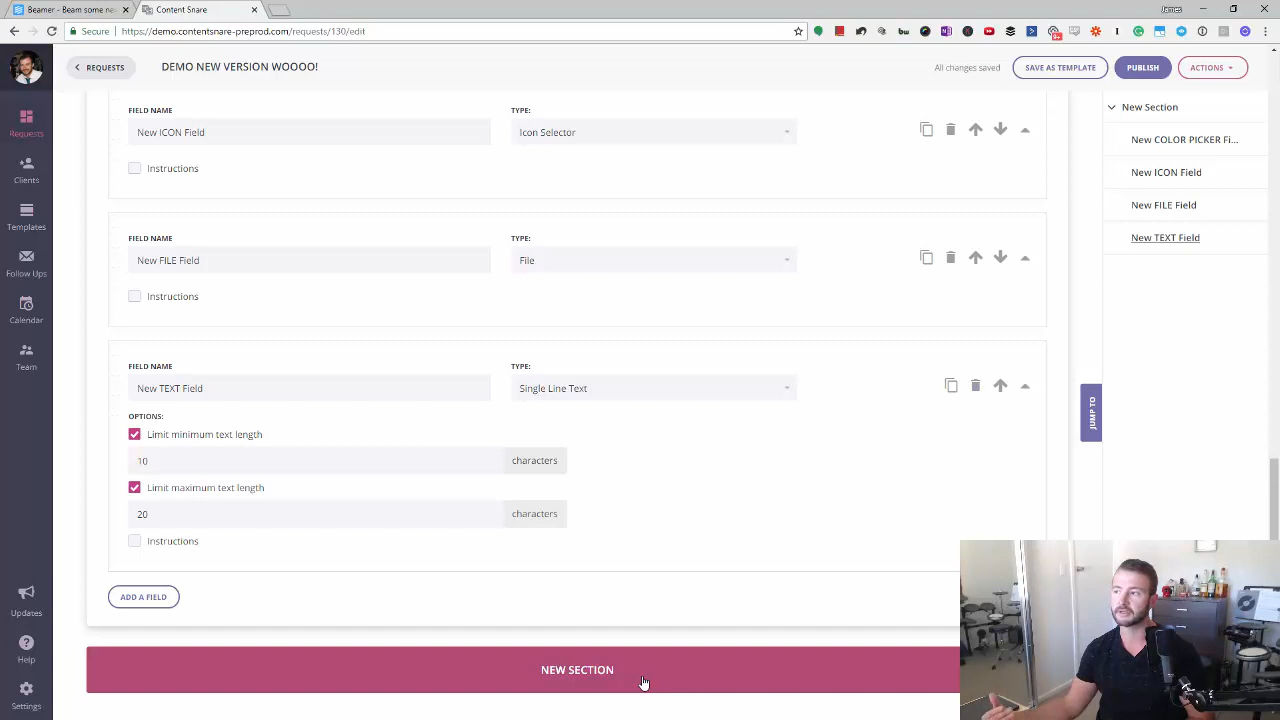 Beamer - Beam some ne
Content Snare
James
Secure
https://demo.contentsnare-preprod.com/requests/130/edit
REQUESTS
DEMO NEW VERSION WOOOO!
All changes saved
SAVE AS TEMPLATE
PUBLISH
ACTIONS
Requests
Clients
Templates
Follow Ups
Calendar
Team
Updates
Help
Settings
FIELD NAME
TYPE:
New ICON Field
Icon Selector
Instructions
FIELD NAME
TYPE:
New FILE Field
File
Instructions
FIELD NAME
TYPE:
New TEXT Field
Single Line Text
OPTIONS:
Limit minimum text length
10
characters
Limit maximum text length
20
characters
Instructions
ADD A FIELD
NEW SECTION
JUMP TO
New Section
New COLOR PICKER Fi...
New ICON Field
New FILE Field
New TEXT Field